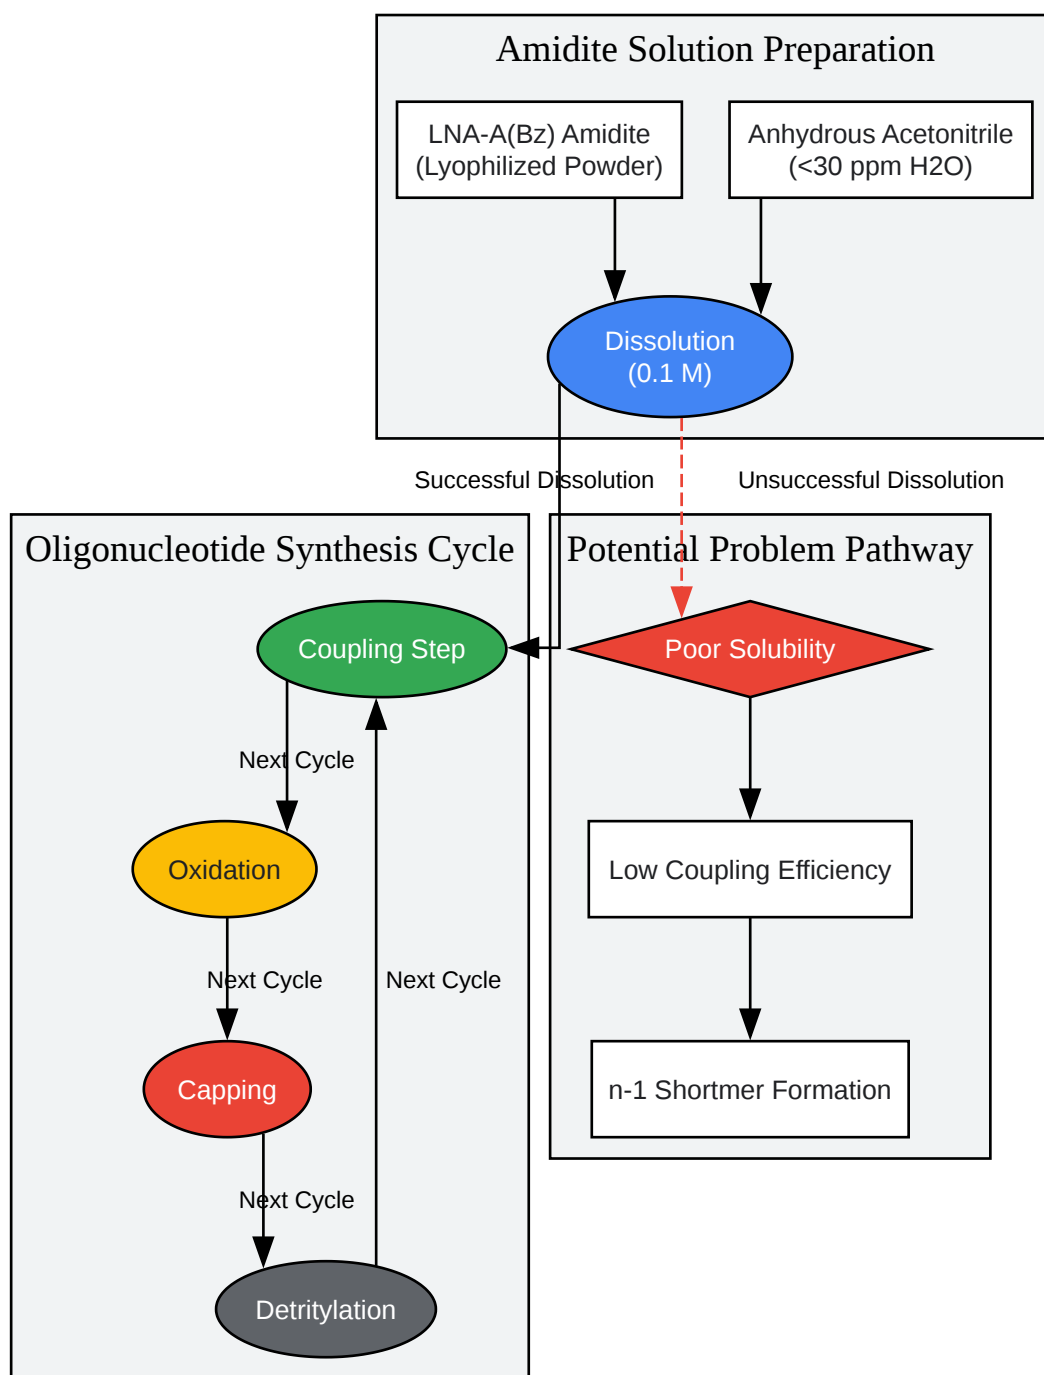 Amidite Solution Preparation
LNA-A(Bz) Amidite
(Lyophilized Powder)
Anhydrous Acetonitrile
(<30 ppm H2O)
Dissolution
(0.1 M)
Successful Dissolution
Unsuccessful Dissolution
Oligonucleotide Synthesis Cycle
Coupling Step
Next Cycle
Oxidation
Next Cycle
Next Cycle
Capping
Next Cycle
Detritylation
Potential Problem Pathway
Poor Solubility
Low Coupling Efficiency
n-1 Shortmer Formation